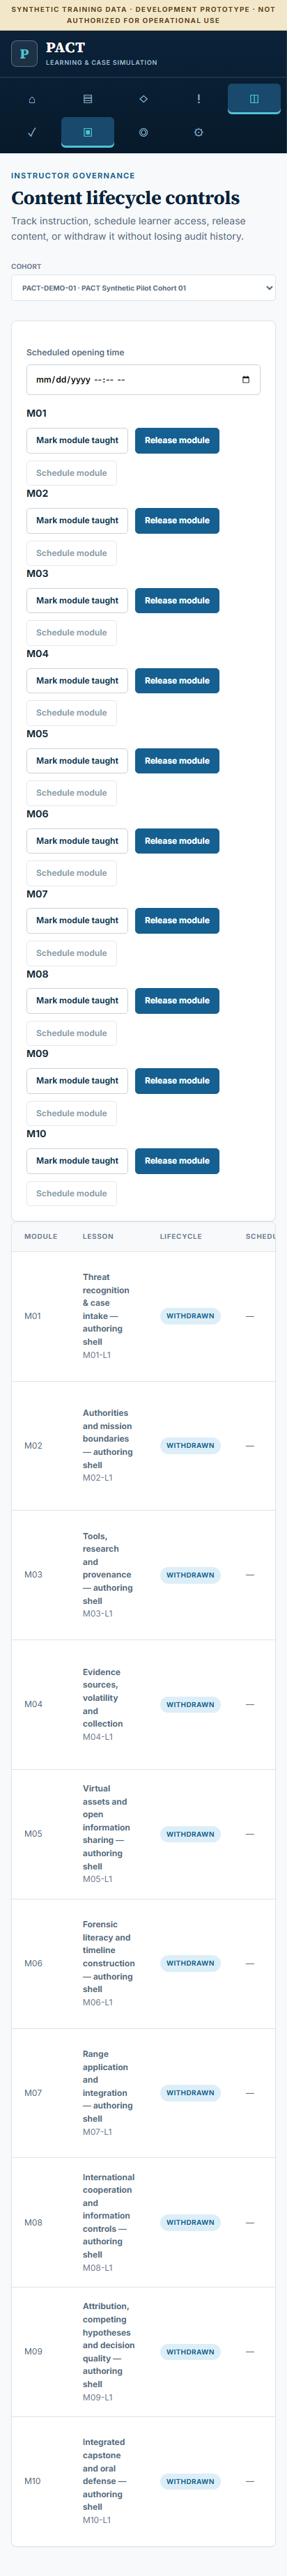 SYNTHETIC TRAINING DATA · DEVELOPMENT PROTOTYPE · NOT
AUTHORIZED FOR OPERATIONAL USE
P
PACT
LEARNING & CASE SIMULATION
INSTRUCTOR GOVERNANCE
Content lifecycle controls
Track instruction, schedule learner access, release
content, or withdraw it without losing audit history.
COHORT
PACT-DEMO-01 · PACT Synthetic Pilot Cohort 01
Scheduled opening time
mm/dd/yyyy --:-- --
M01
Mark module taught
Release module
Schedule module
M02
Mark module taught
Release module
Schedule module
M03
Mark module taught
Release module
Schedule module
M04
Mark module taught
Release module
Schedule module
M05
Mark module taught
Release module
Schedule module
M06
Mark module taught
Release module
Schedule module
M07
Mark module taught
Release module
Schedule module
M08
Mark module taught
Release module
Schedule module
M09
Mark module taught
Release module
Schedule module
M10
Mark module taught
Release module
Schedule module
MODULE LESSON LIFECYCLE SCHEDU
M01
Threat
recognition
& case
intake —
authoring
shell
M01-L1
WITHDRAWN
—
M02
Authorities
and mission
boundaries
— authoring
shell
M02-L1
WITHDRAWN
—
M03
Tools,
research
and
provenance
— authoring
shell
M03-L1
WITHDRAWN
—
M04
Evidence
sources,
volatility
and
collection
M04-L1
WITHDRAWN
—
M05
Virtual
assets and
open
information
sharing —
authoring
shell
M05-L1
WITHDRAWN
—
M06
Forensic
literacy and
timeline
construction
— authoring
shell
M06-L1
WITHDRAWN
—
M07
Range
application
and
integration
— authoring
shell
M07-L1
WITHDRAWN
—
M08
International
cooperation
and
information
controls —
authoring
shell
M08-L1
WITHDRAWN
—
M09
Attribution,
competing
hypotheses
and decision
quality —
authoring
shell
M09-L1
WITHDRAWN
—
M10
Integrated
capstone
and oral
defense —
authoring
shell
M10-L1
WITHDRAWN
—